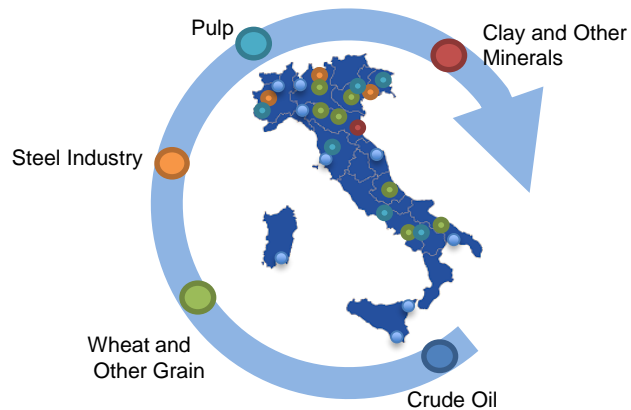 Pulp
Clay and Other
Minerals
Steel Industry
Wheat and
Other Grain
Crude Oil